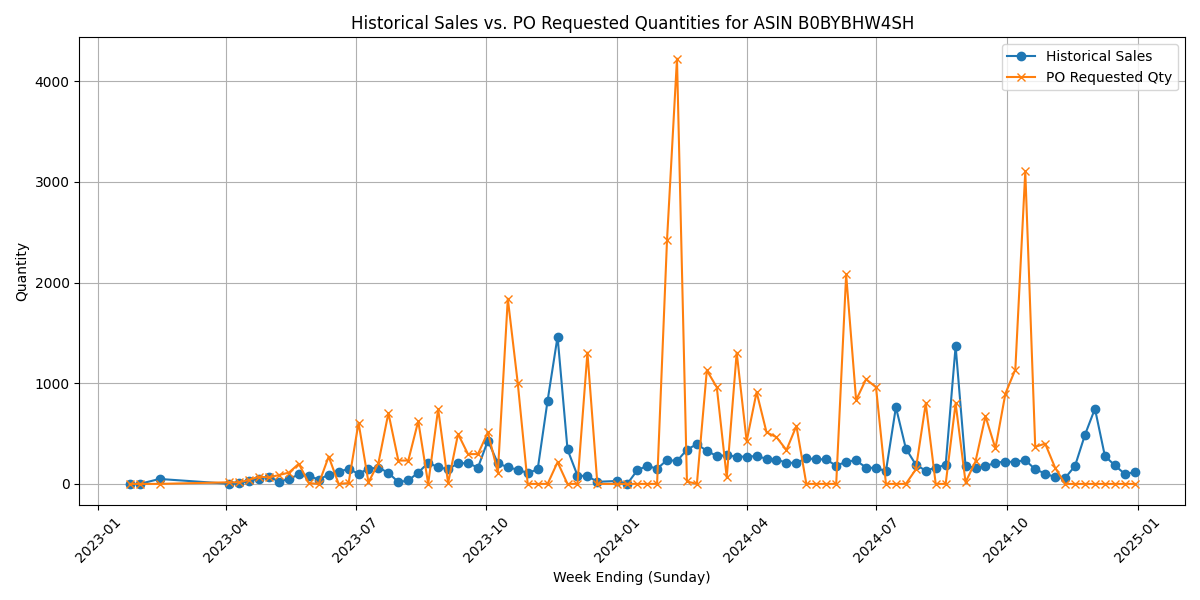 Historical Sales vs. PO Requested Quantities for ASIN B0BYBHW4SH
Historical Sales
PO Requested Qty
4000
3000
2000
1000
0
Quantity
2023-01
2023-04
2023-07
2023-10
2024-01
2024-04
2024-07
2024-10
2025-01
Week Ending (Sunday)